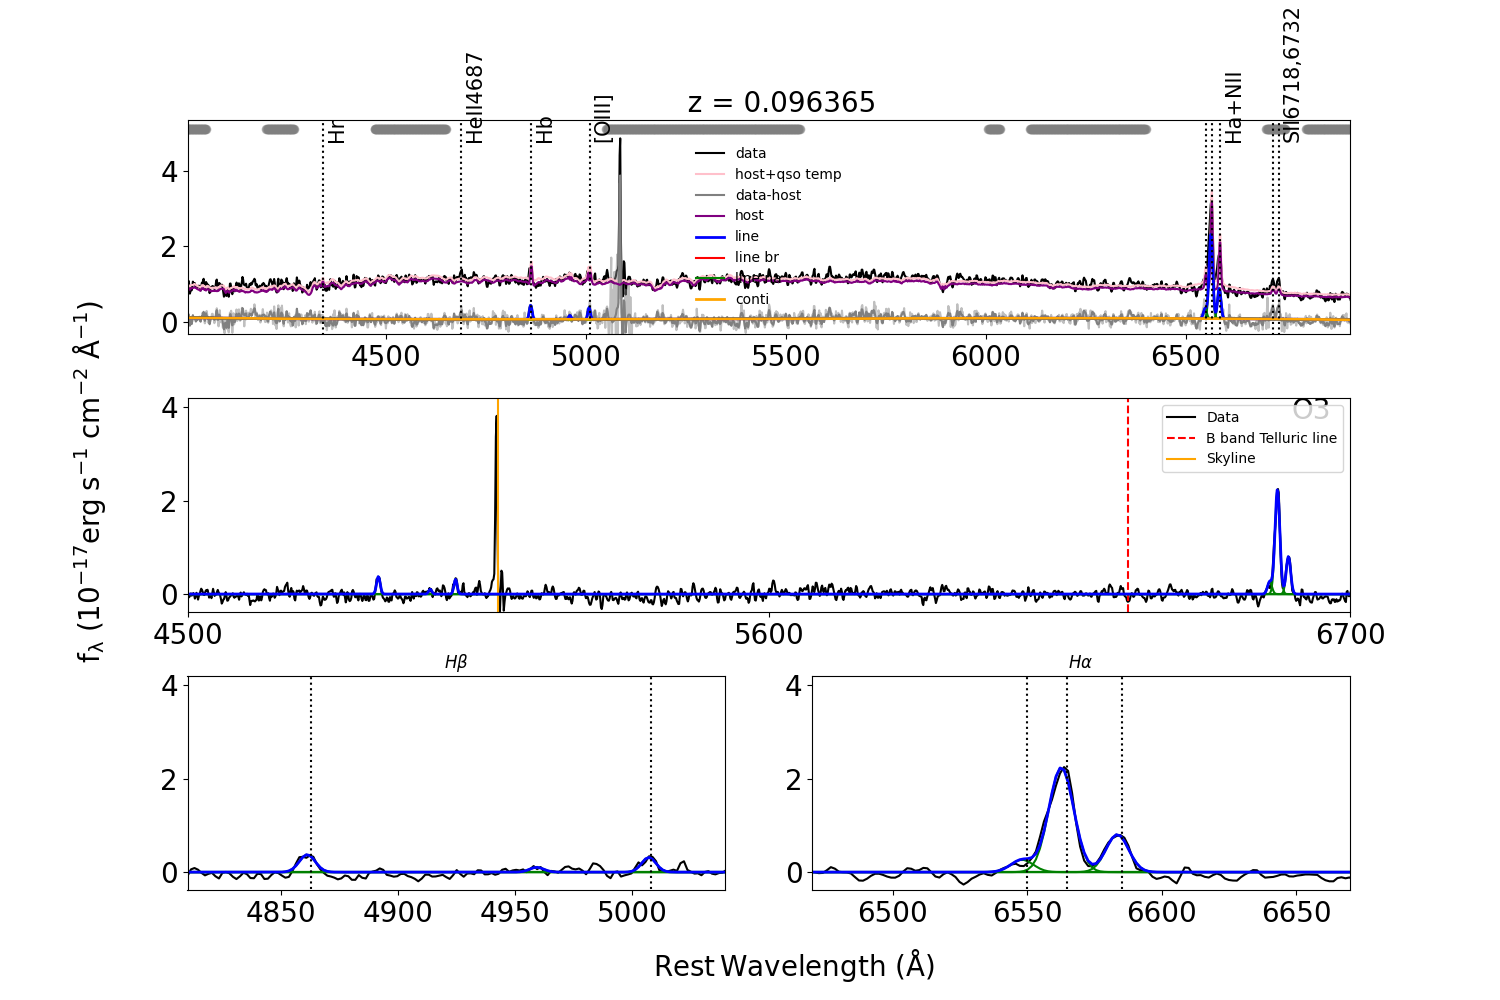 z = 0.096365
Hr
HeII4687
Hb
[OIII]
Ha+NII
SII6718,6732
data
host+qso temp
data-host
host
line
line br
conti
4
2
0
4500
5000
5500
6000
6500
O3
Data
B band Telluric line
Skyline
4
2
0
4500
5600
6700
fλ (10⁻¹⁷erg s⁻¹ cm⁻² Å⁻¹)
Hβ
4
2
0
4850
4900
4950
5000
Hα
4
2
0
6500
6550
6600
6650
Rest Wavelength (Å)